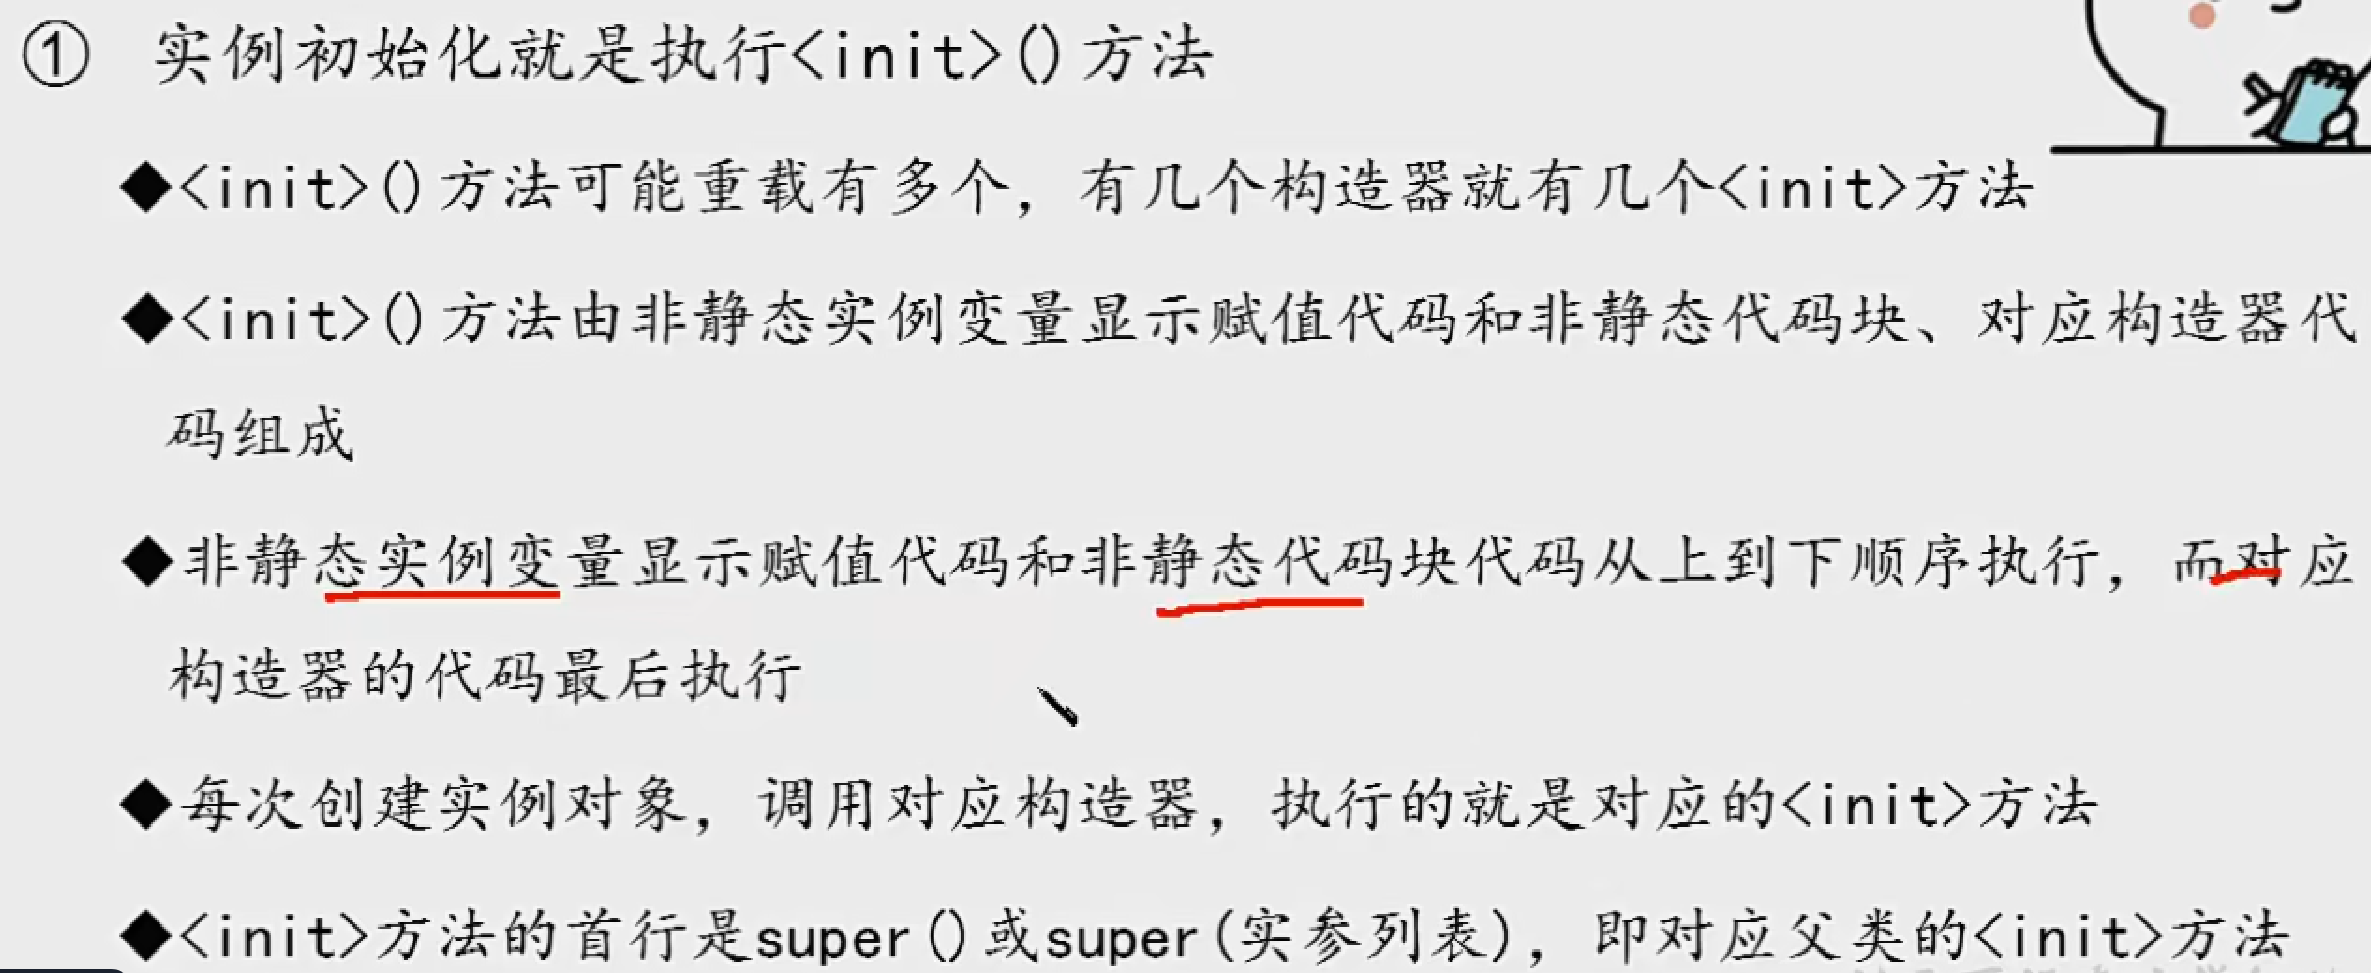 ① 实例初始化就是执行<init>()方法
◆<init>()方法可能重载有多个，有几个构造器就有几个<init>方法
◆<init>()方法由非静态实例变量显示赋值代码和非静态代码块、对应构造器代
码组成
◆非静态实例变量显示赋值代码和非静态代码块代码从上到下顺序执行，而对应
构造器的代码最后执行
◆每次创建实例对象，调用对应构造器，执行的就是对应的<init>方法
◆<init>方法的首行是super()或super(实参列表)，即对应父类的<init>方法